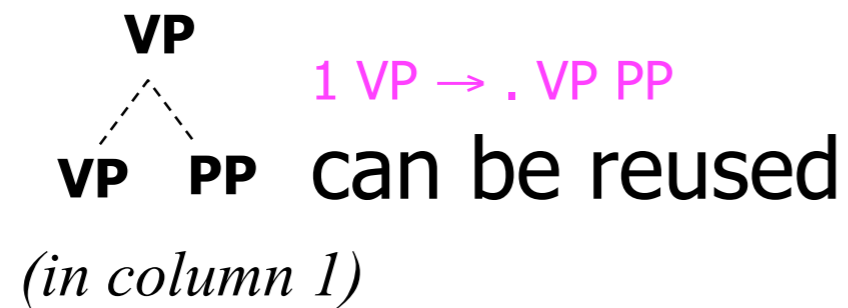 VP
1 VP → . VP PP
VP PP can be reused
(in column 1)